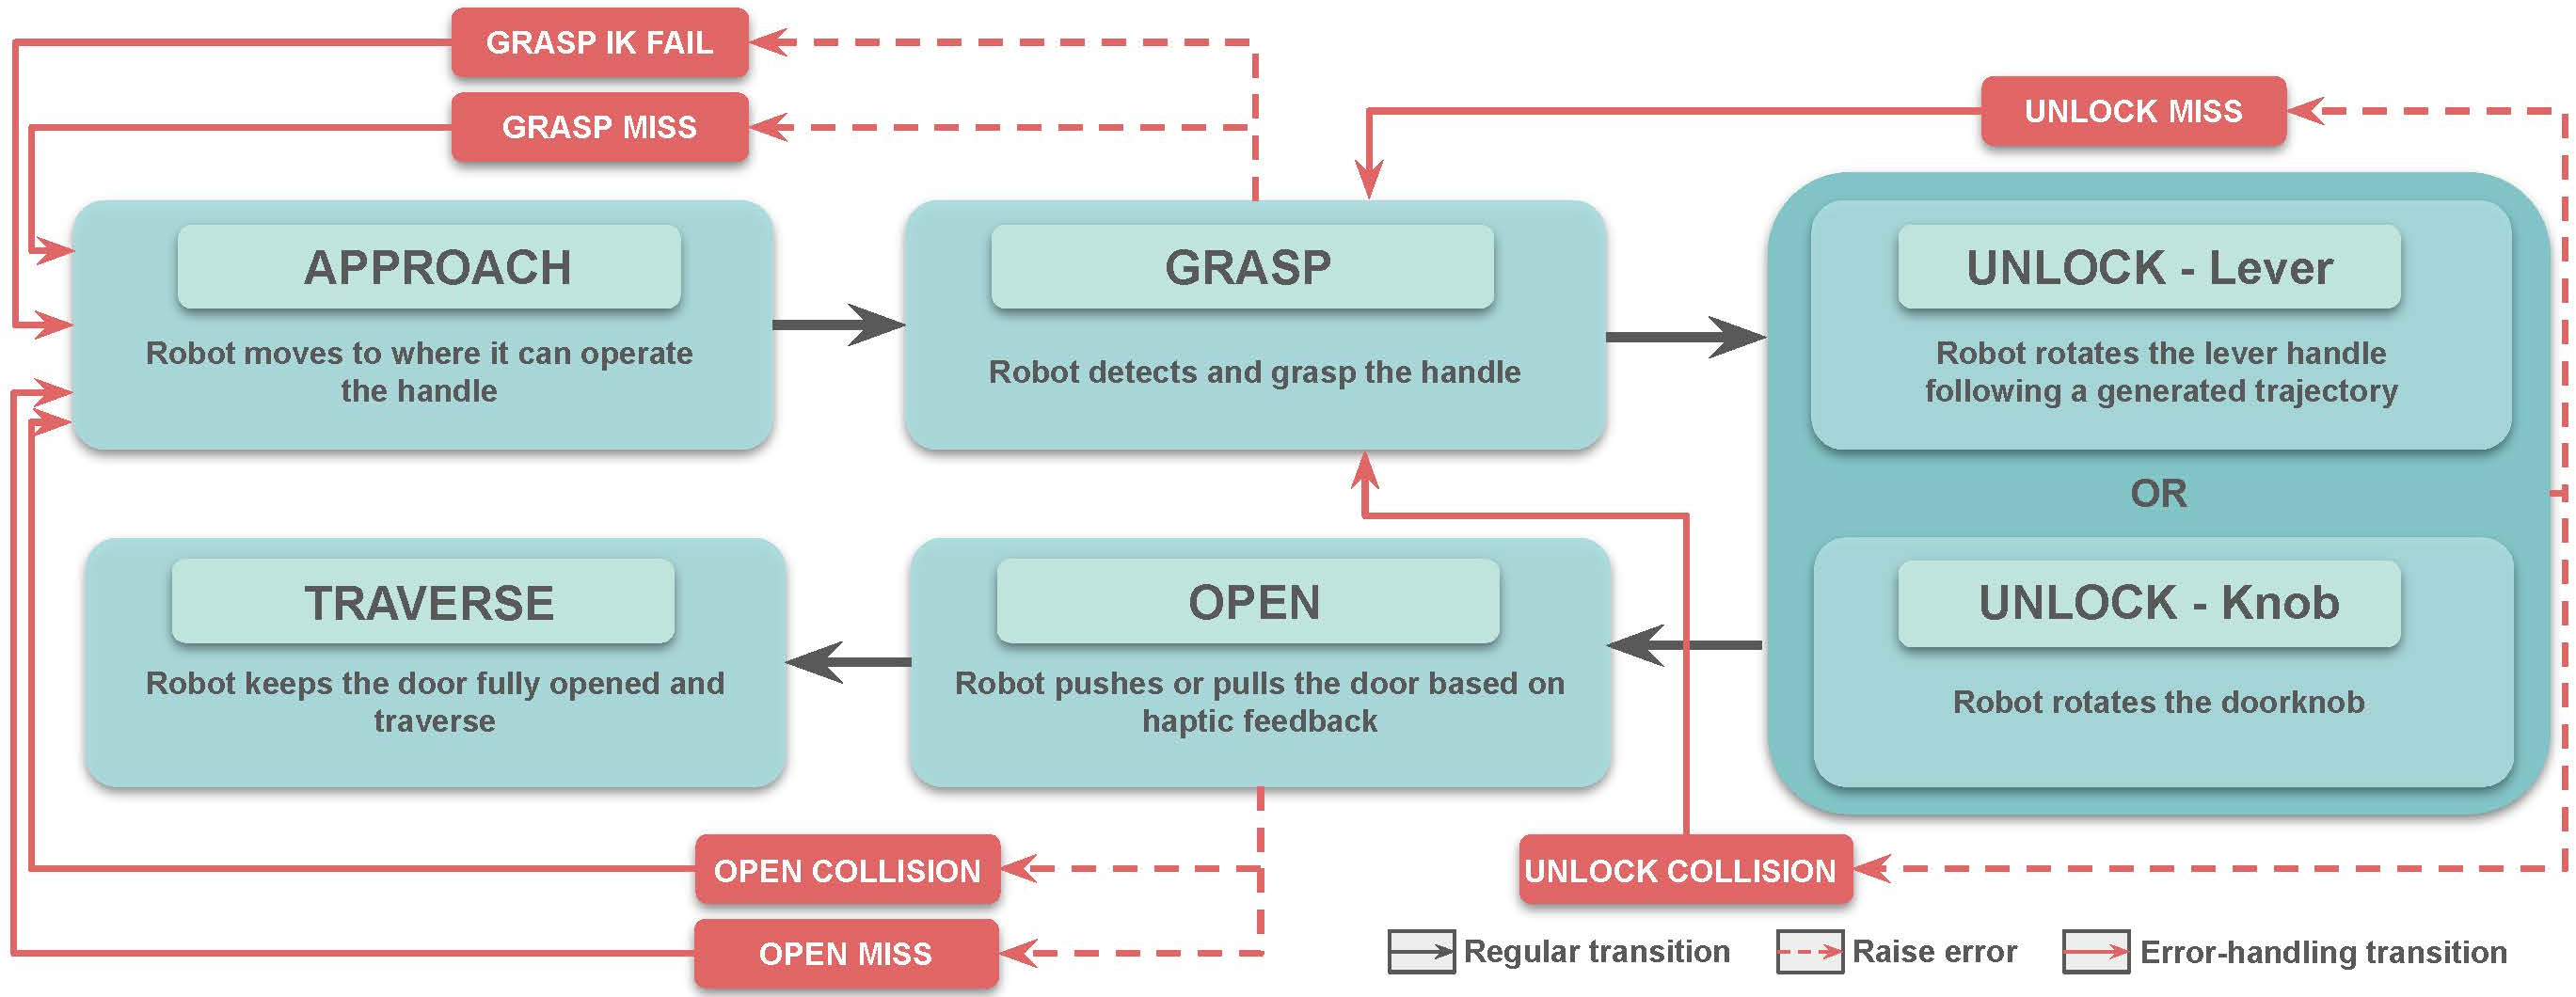 GRASP IK FAIL
GRASP MISS
UNLOCK MISS
APPROACH
Robot moves to where it can operate
the handle
GRASP
Robot detects and grasp the handle
UNLOCK - Lever
Robot rotates the lever handle
following a generated trajectory
OR
UNLOCK - Knob
Robot rotates the doorknob
OPEN
Robot pushes or pulls the door based on
haptic feedback
TRAVERSE
Robot keeps the door fully opened and
traverse
OPEN COLLISION
OPEN MISS
UNLOCK COLLISION
Regular transition
Raise error
Error-handling transition